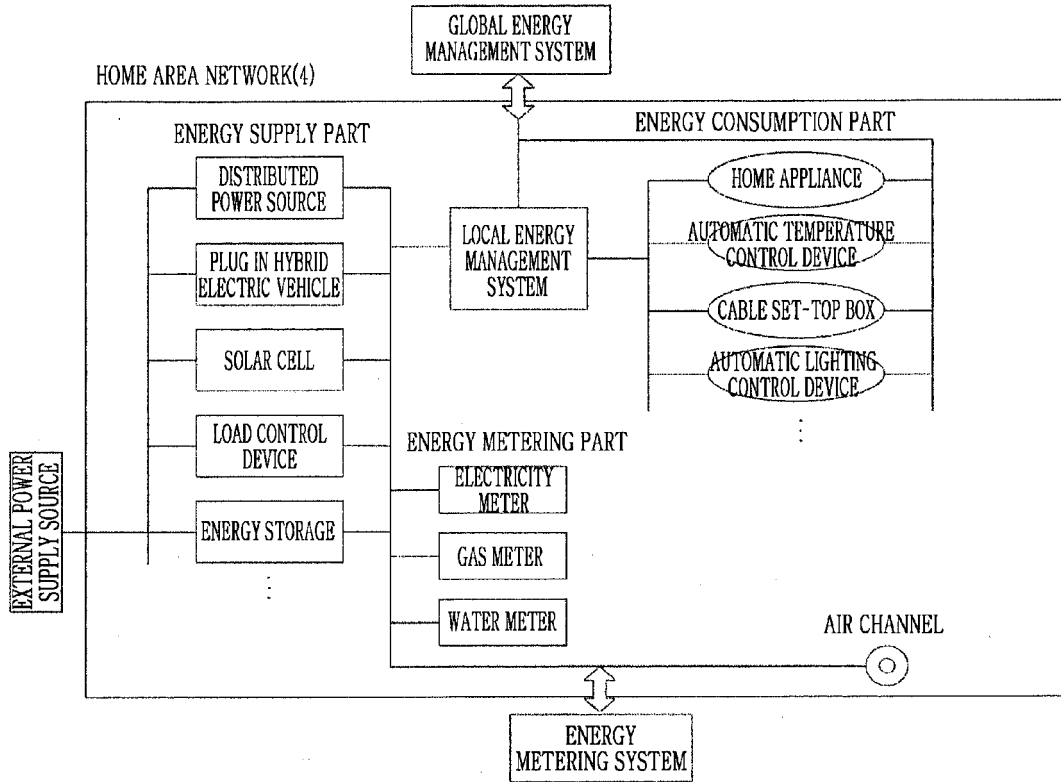 GLOBAL ENERGY
MANAGEMENT SYSTEM
HOME AREA NETWORK(4)
ENERGY SUPPLY PART
ENERGY CONSUMPTION PART
DISTRIBUTED
POWER SOURCE
PLUG IN HYBRID
ELECTRIC VEHICLE
SOLAR CELL
LOAD CONTROL
DEVICE
ENERGY STORAGE
LOCAL ENERGY
MANAGEMENT
SYSTEM
HOME APPLIANCE
AUTOMATIC TEMPERATURE
CONTROL DEVICE
CABLE SET-TOP BOX
AUTOMATIC LIGHTING
CONTROL DEVICE
ENERGY METERING PART
ELECTRICITY
METER
GAS METER
WATER METER
EXTERNAL POWER
SUPPLY SOURCE
AIR CHANNEL
ENERGY
METERING SYSTEM